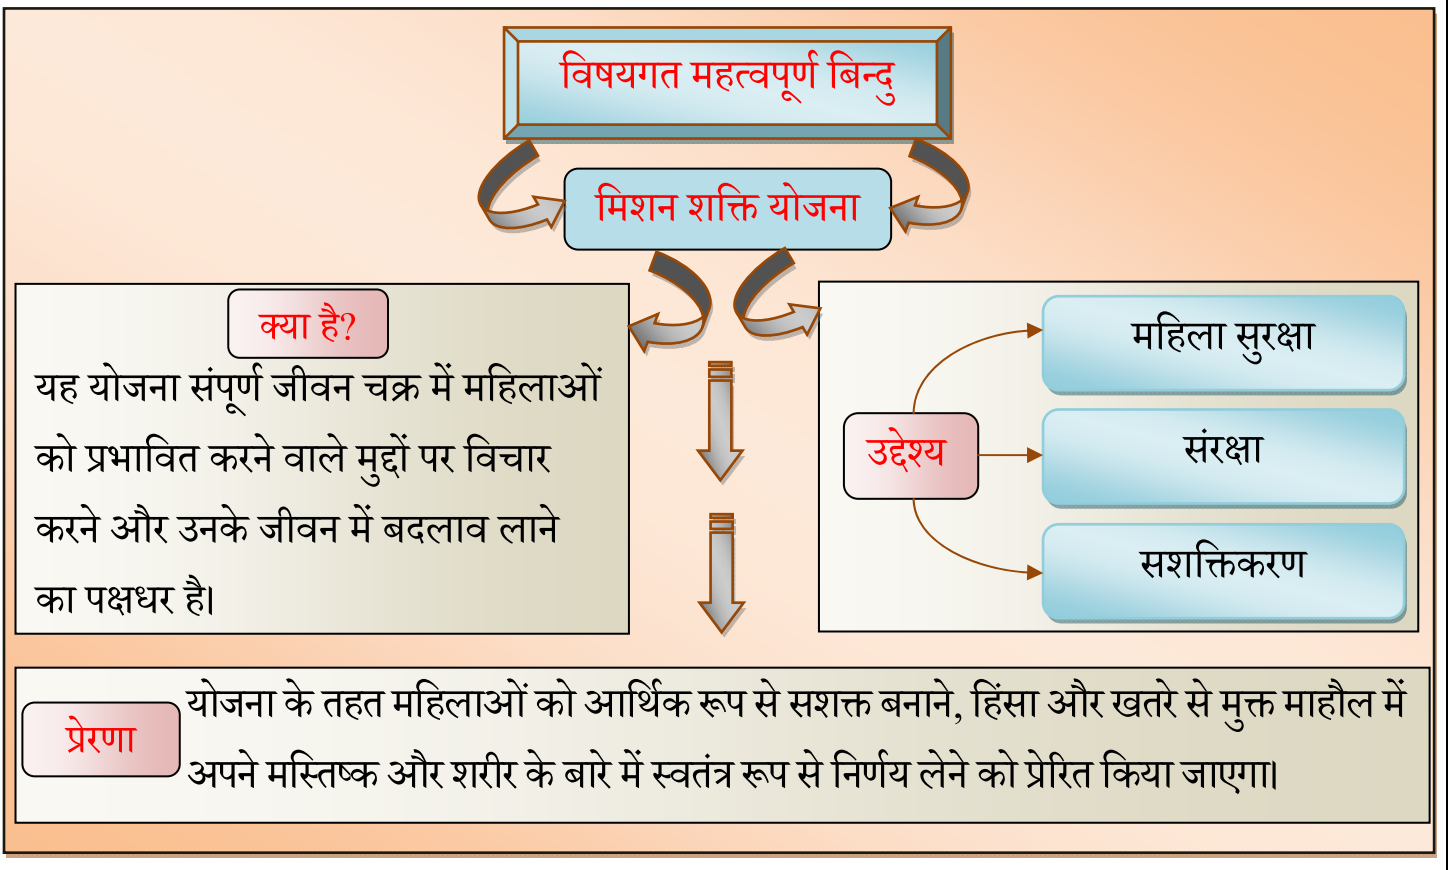 विषयगत महत्वपूर्ण बिन्दु
मिशन शक्ति योजना
क्या है?
यह योजना संपूर्ण जीवन चक्र में महिलाओं
को प्रभावित करने वाले मुद्दों पर विचार
करने और उनके जीवन में बदलाव लाने
का पक्षधर है।
उद्देश्य
महिला सुरक्षा
संरक्षा
सशक्तिकरण
प्रेरणा
योजना के तहत महिलाओं को आर्थिक रूप से सशक्त बनाने, हिंसा और खतरे से मुक्त माहौल में
अपने मस्तिष्क और शरीर के बारे में स्वतंत्र रूप से निर्णय लेने को प्रेरित किया जाएगा।